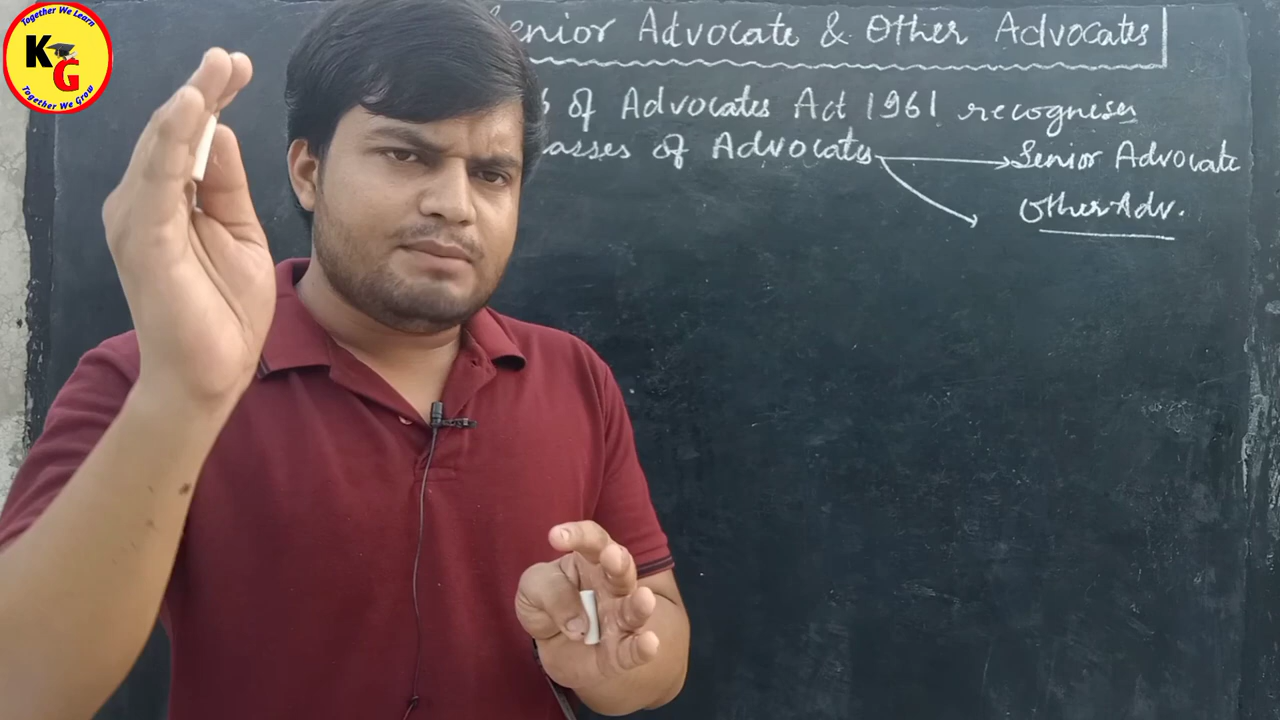 Together We Learn
KG
Together We Grow
Senior Advocate & Other Advocates
of Advocates Act 1961 recognises
of Advocates Senior Advocate
Other Adv.